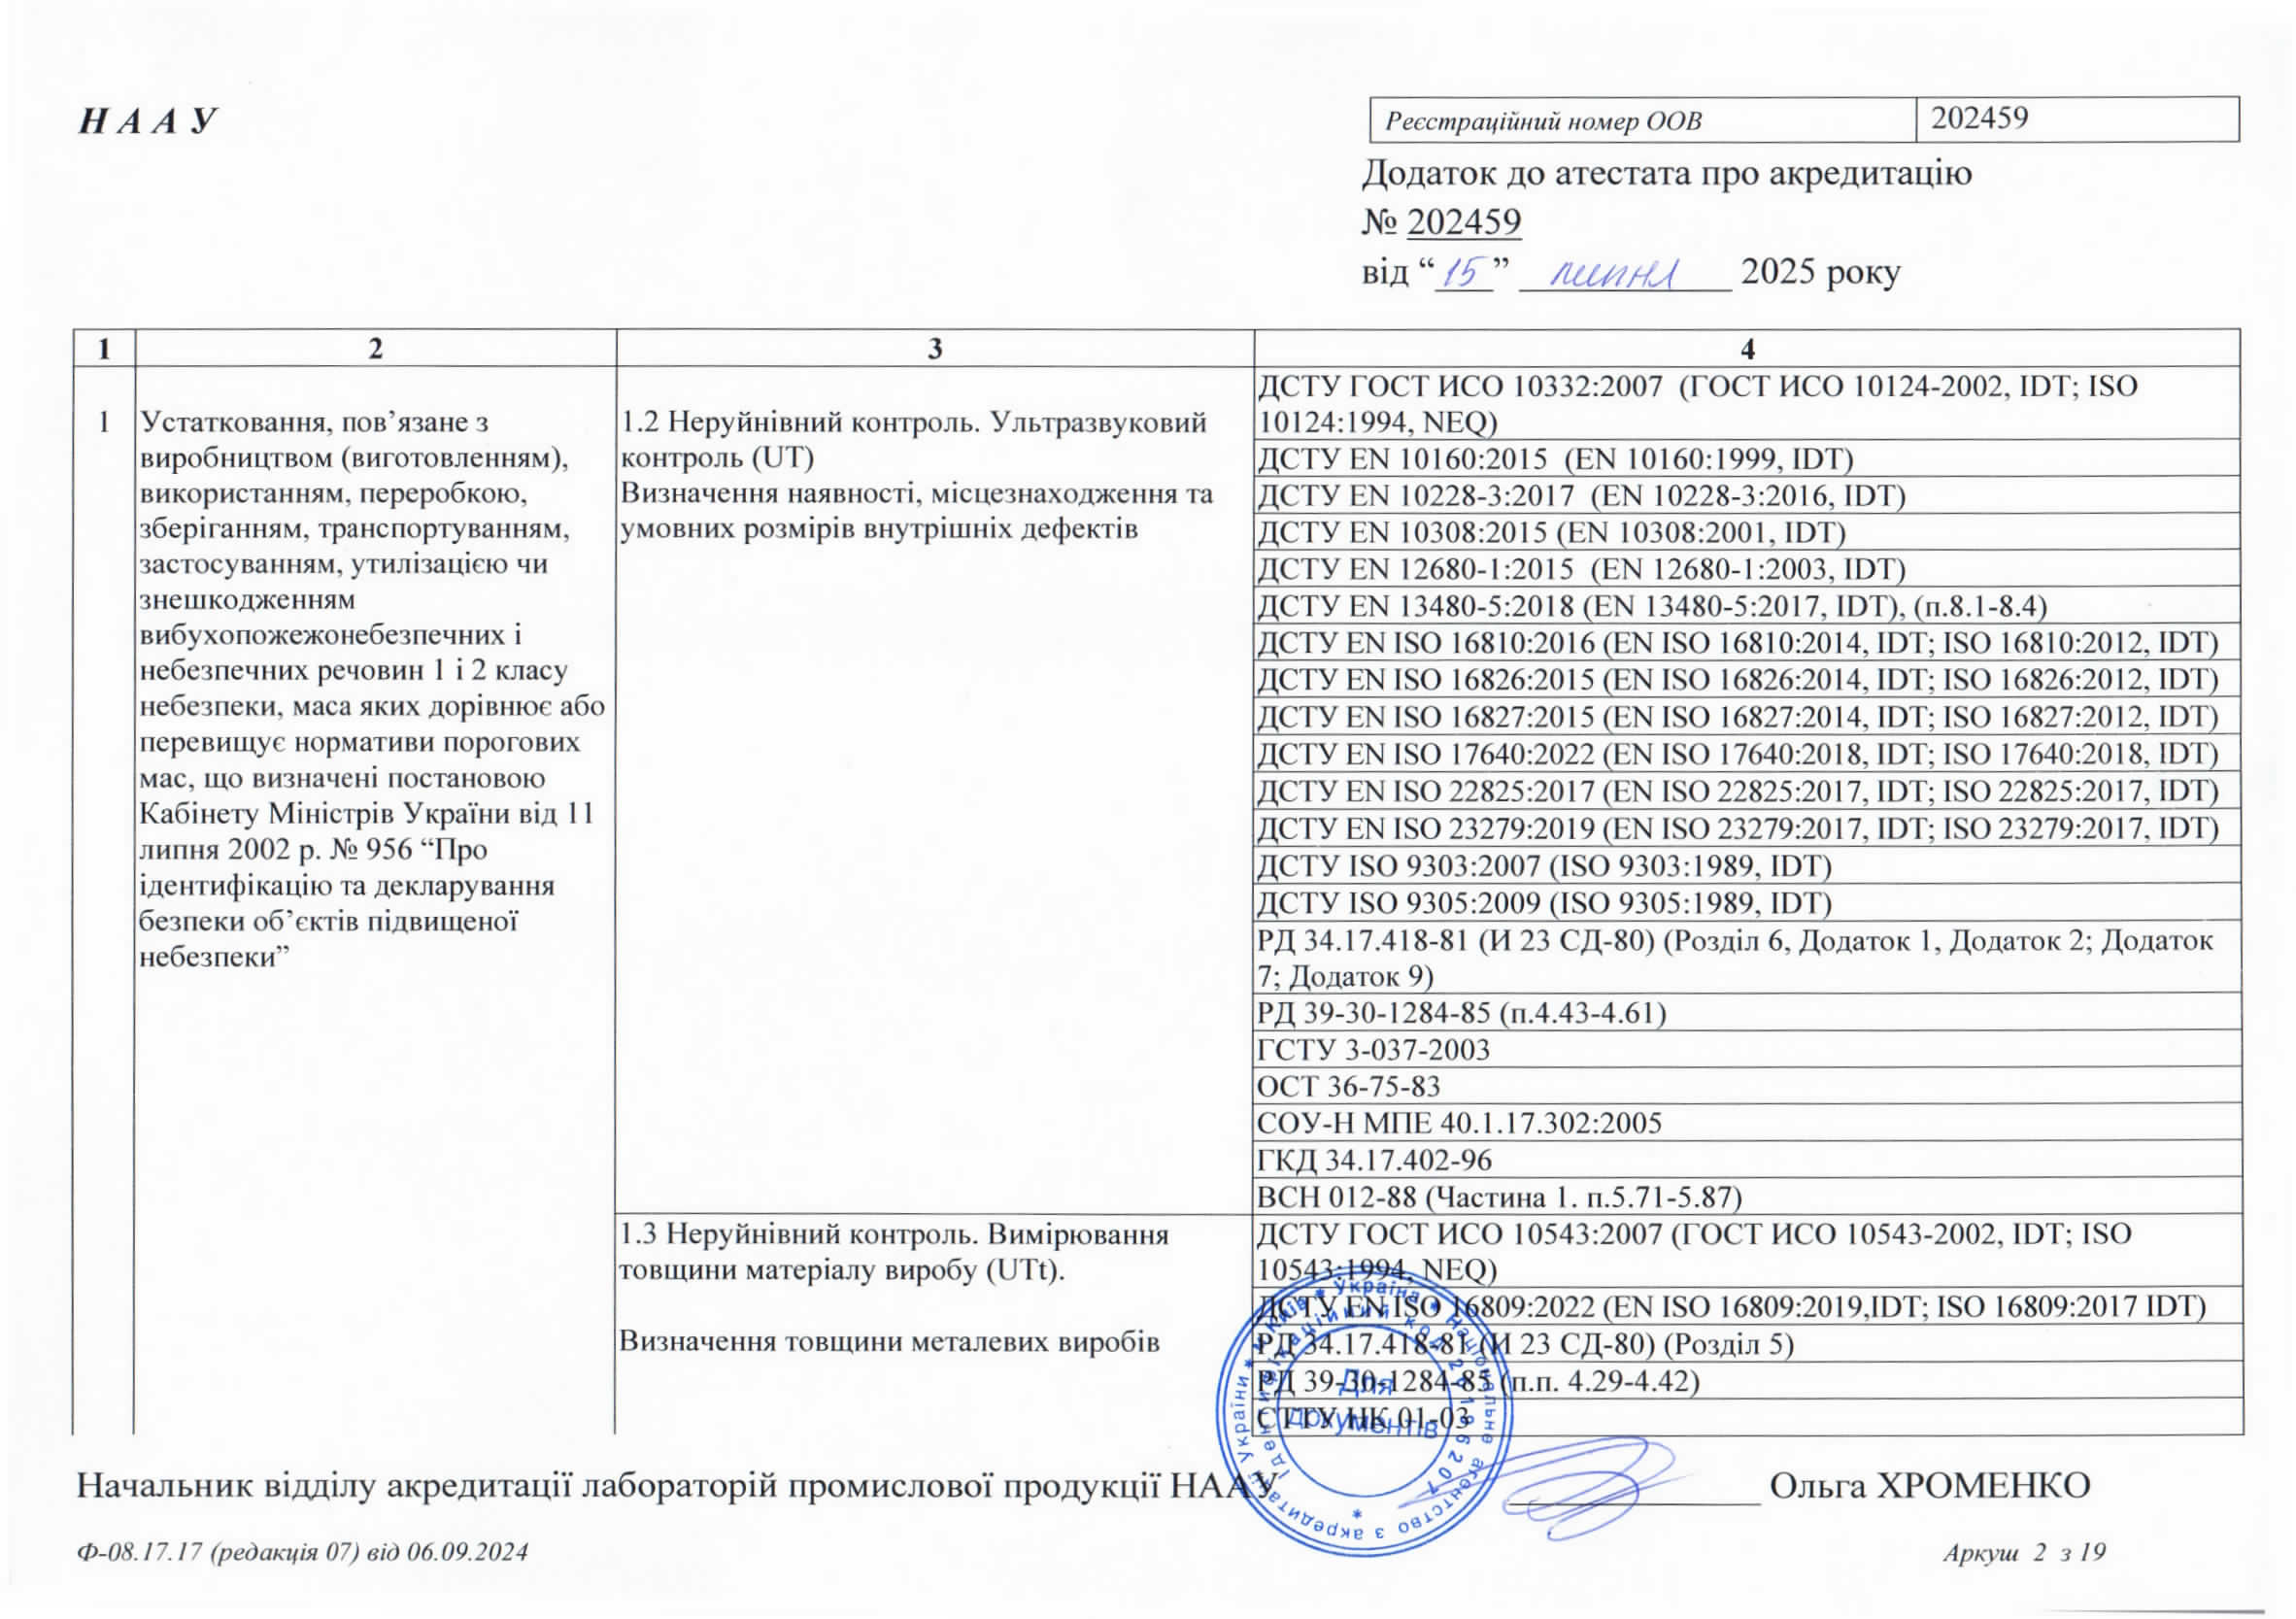 Н А А У
Реєстраційний номер ООВ 202459
Додаток до атестата про акредитацію
№ 202459
від “15” липня 2025 року
1 2 3 4
1
Устатковання, пов’язане з
виробництвом (виготовленням),
використанням, переробкою,
зберіганням, транспортуванням,
застосуванням, утилізацією чи
знешкодженням
вибухопожежонебезпечних і
небезпечних речовин 1 і 2 класу
небезпеки, маса яких дорівнює або
перевищує нормативи порогових
мас, що визначені постановою
Кабінету Міністрів України від 11
липня 2002 р. № 956 “Про
ідентифікацію та декларування
безпеки об’єктів підвищеної
небезпеки”
1.2 Неруйнівний контроль. Ультразвуковий
контроль (UT)
Визначення наявності, місцезнаходження та
умовних розмірів внутрішніх дефектів
ДСТУ ГОСТ ИСО 10332:2007 (ГОСТ ИСО 10124-2002, IDT; ISO
10124:1994, NEQ)
ДСТУ EN 10160:2015 (EN 10160:1999, IDT)
ДСТУ EN 10228-3:2017 (EN 10228-3:2016, IDT)
ДСТУ EN 10308:2015 (EN 10308:2001, IDT)
ДСТУ EN 12680-1:2015 (EN 12680-1:2003, IDT)
ДСТУ EN 13480-5:2018 (EN 13480-5:2017, IDT), (п.8.1-8.4)
ДСТУ EN ISO 16810:2016 (EN ISO 16810:2014, IDT; ISO 16810:2012, IDT)
ДСТУ EN ISO 16826:2015 (EN ISO 16826:2014, IDT; ISO 16826:2012, IDT)
ДСТУ EN ISO 16827:2015 (EN ISO 16827:2014, IDT; ISO 16827:2012, IDT)
ДСТУ EN ISO 17640:2022 (EN ISO 17640:2018, IDT; ISO 17640:2018, IDT)
ДСТУ EN ISO 22825:2017 (EN ISO 22825:2017, IDT; ISO 22825:2017, IDT)
ДСТУ EN ISO 23279:2019 (EN ISO 23279:2017, IDT; ISO 23279:2017, IDT)
ДСТУ ISO 9303:2007 (ISO 9303:1989, IDT)
ДСТУ ISO 9305:2009 (ISO 9305:1989, IDT)
РД 34.17.418-81 (И 23 СД-80) (Розділ 6, Додаток 1, Додаток 2; Додаток
7; Додаток 9)
РД 39-30-1284-85 (п.4.43-4.61)
ГСТУ 3-037-2003
ОСТ 36-75-83
СОУ-Н МПЕ 40.1.17.302:2005
ГКД 34.17.402-96
ВСН 012-88 (Частина 1. п.5.71-5.87)
1.3 Неруйнівний контроль. Вимірювання
товщини матеріалу виробу (UTt).
Визначення товщини металевих виробів
ДСТУ ГОСТ ИСО 10543:2007 (ГОСТ ИСО 10543-2002, IDT; ISO
10543:1994, NEQ)
ДСТУ EN ISO 16809:2022 (EN ISO 16809:2019,IDT; ISO 16809:2017 IDT)
РД 34.17.418-81 (И 23 СД-80) (Розділ 5)
РД 39-30-1284-85 (п.п. 4.29-4.42)
СТТУ НК 01-03
Національне агентство з акредитації України * м.Київ * Україна *
Ідентифікаційний код 26196207
Для
документів
Начальник відділу акредитації лабораторій промислової продукції НААУ Ольга ХРОМЕНКО
Ф-08.17.17 (редакція 07) від 06.09.2024
Аркуш 2 з 19